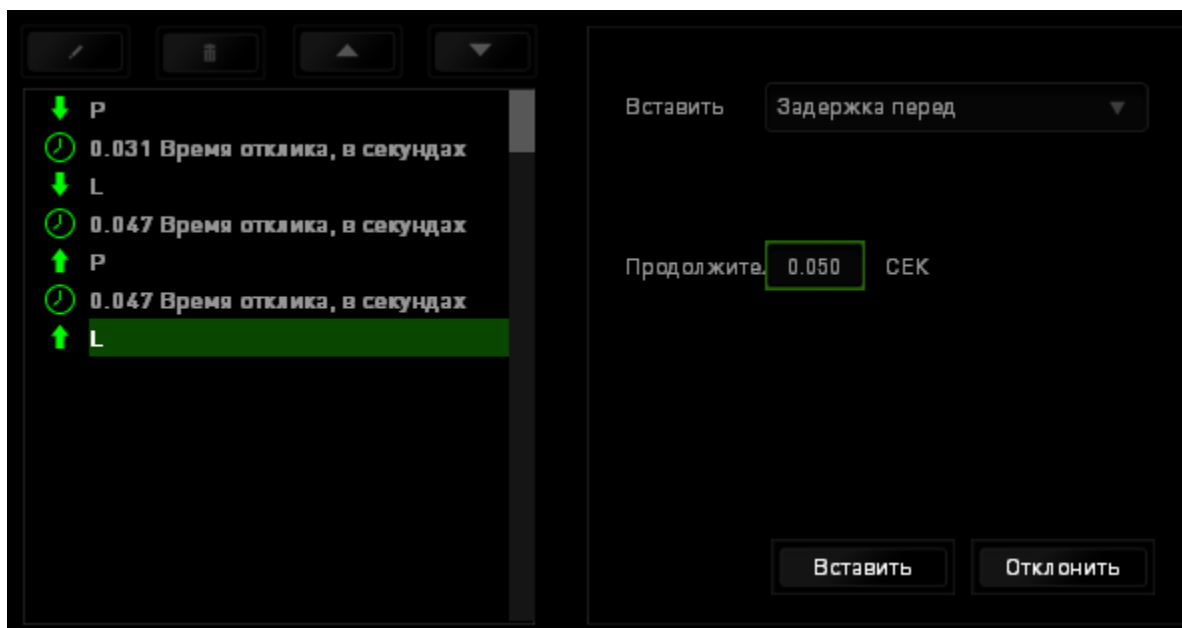 P
0.031 Время отклика, в секундах
L
0.047 Время отклика, в секундах
P
0.047 Время отклика, в секундах
L
Вставить Задержка перед
Продолжите. 0.050 СЕК
Вставить Отклонить